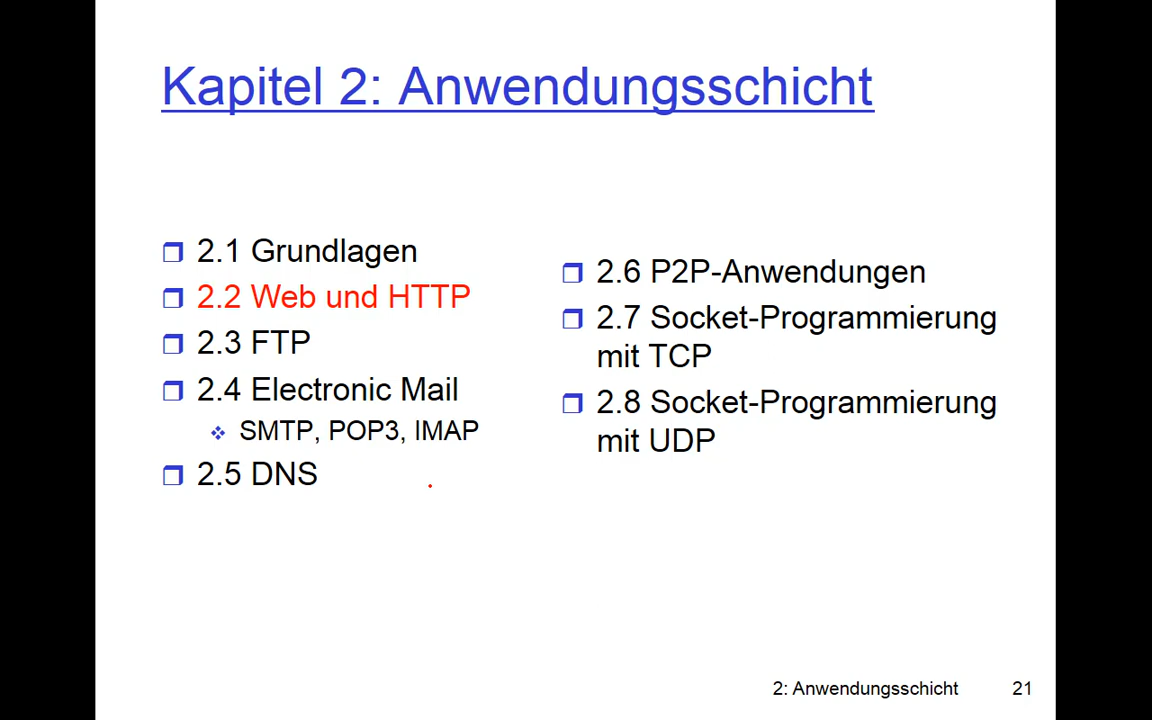 Kapitel 2: Anwendungsschicht
2.1 Grundlagen
2.2 Web und HTTP
2.3 FTP
2.4 Electronic Mail
SMTP, POP3, IMAP
2.5 DNS
2.6 P2P-Anwendungen
2.7 Socket-Programmierung
mit TCP
2.8 Socket-Programmierung
mit UDP
2: Anwendungsschicht 21